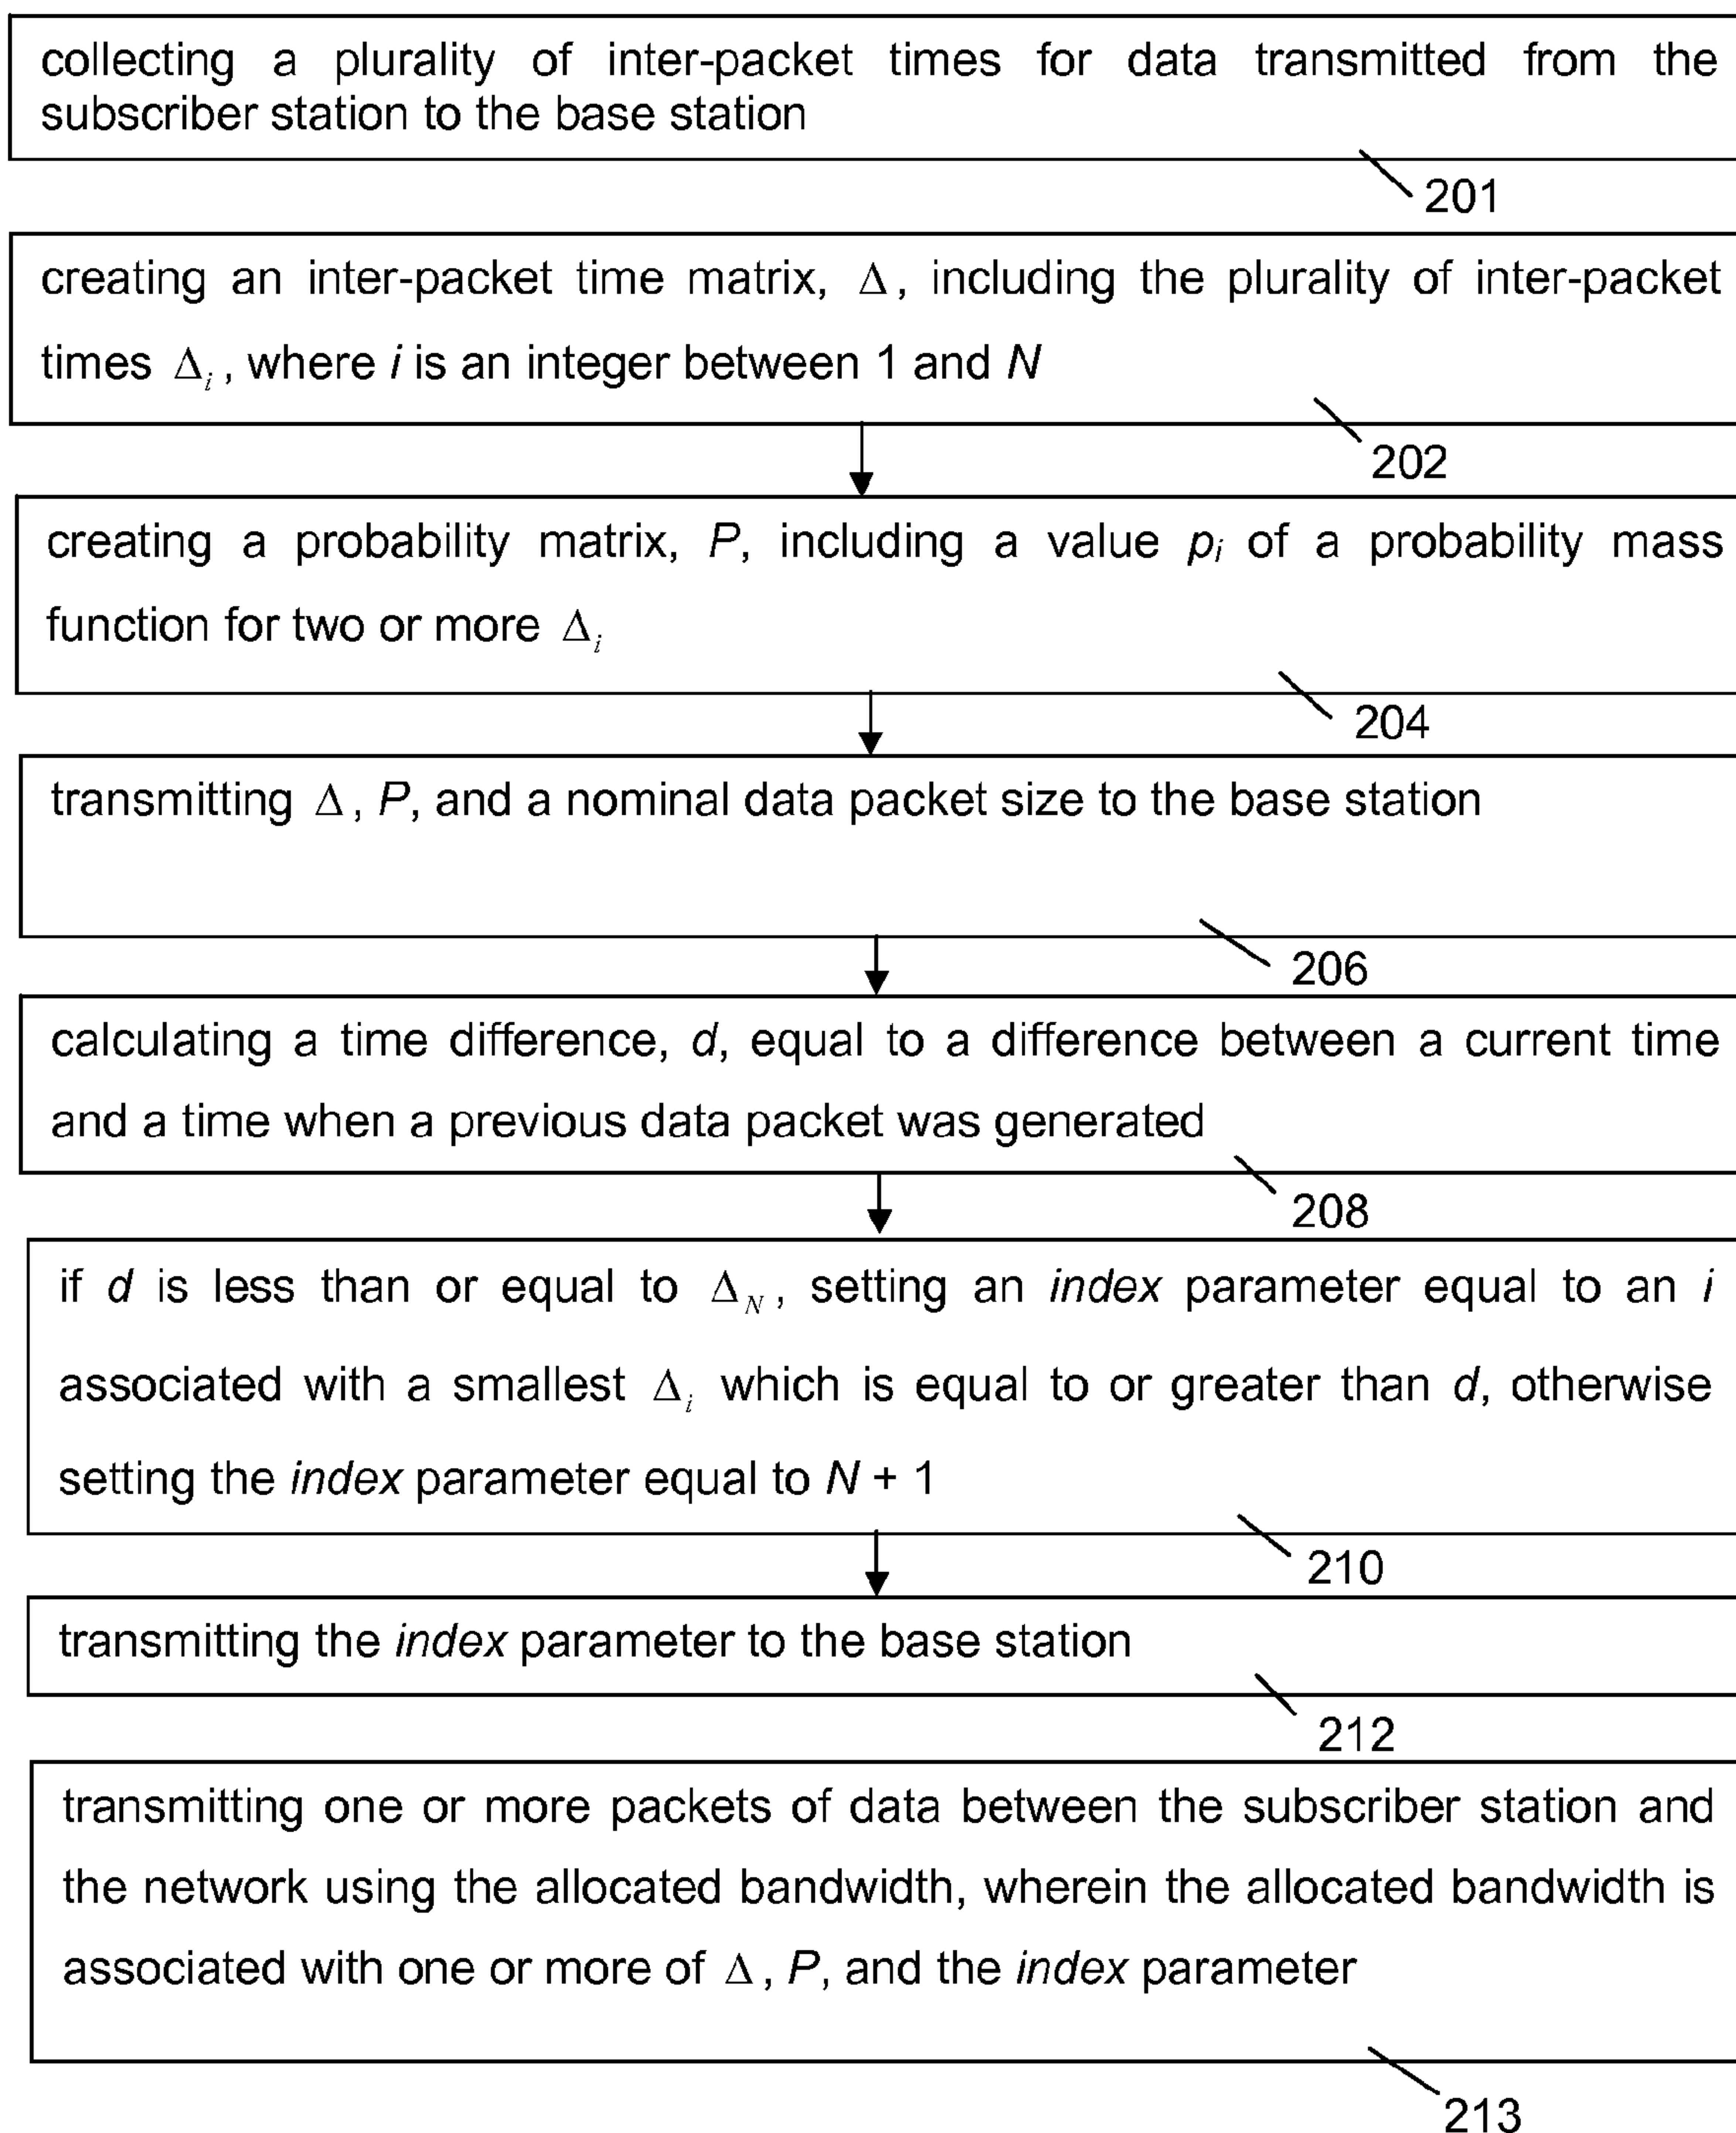 collecting a plurality of inter-packet times for data transmitted from the
subscriber station to the base station
201
creating an inter-packet time matrix, Δ, including the plurality of inter-packet
times Δi, where i is an integer between 1 and N
202
creating a probability matrix, P, including a value pi of a probability mass
function for two or more Δi
204
transmitting Δ, P, and a nominal data packet size to the base station
206
calculating a time difference, d, equal to a difference between a current time
and a time when a previous data packet was generated
208
if d is less than or equal to ΔN, setting an index parameter equal to an i
associated with a smallest Δi which is equal to or greater than d, otherwise
setting the index parameter equal to N + 1
210
transmitting the index parameter to the base station
212
transmitting one or more packets of data between the subscriber station and
the network using the allocated bandwidth, wherein the allocated bandwidth is
associated with one or more of Δ, P, and the index parameter
213